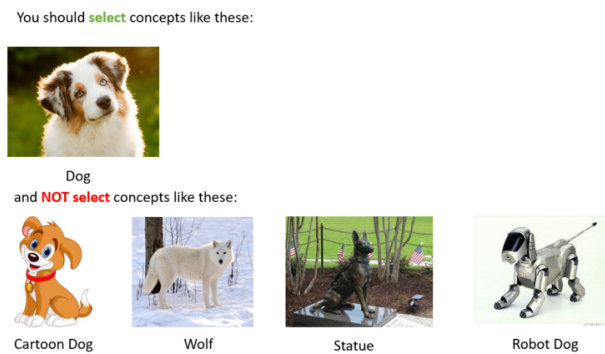 You should select concepts like these:
Dog
and NOT select concepts like these:
Cartoon Dog
Wolf
Statue
Robot Dog